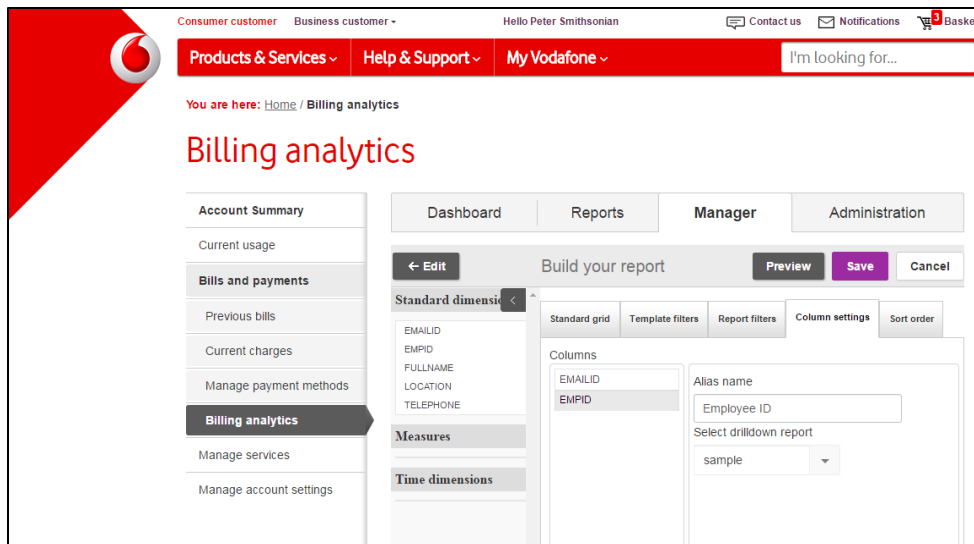 Consumer customer Business customer Hello Peter Smithsonian Contact us Notifications 3
Products & Services Help & Support My Vodafone I'm looking for...
You are here: Home / Billing analytics
Billing analytics
Account Summary
Current usage
Bills and payments
Previous bills
Current charges
Manage payment methods
Billing analytics
Manage services
Manage account settings
Dashboard Reports Manager Administration
← Edit Build your report Preview Save Cancel
Standard dimensi
EMAILID
EMPID
FULLNAME
LOCATION
TELEPHONE
Measures
Time dimensions
Standard grid Template filters Report filters Column settings Sort order
Columns
EMAILID
EMPID
Alias name
Employee ID
Select drilldown report
sample